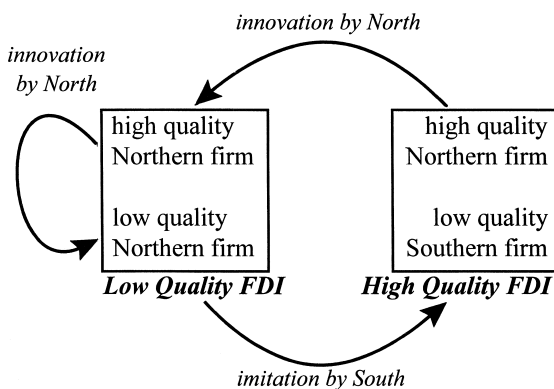 innovation by North
innovation
by North
high quality
Northern firm
low quality
Northern firm
Low Quality FDI
high quality
Northern firm
low quality
Southern firm
High Quality FDI
imitation by South